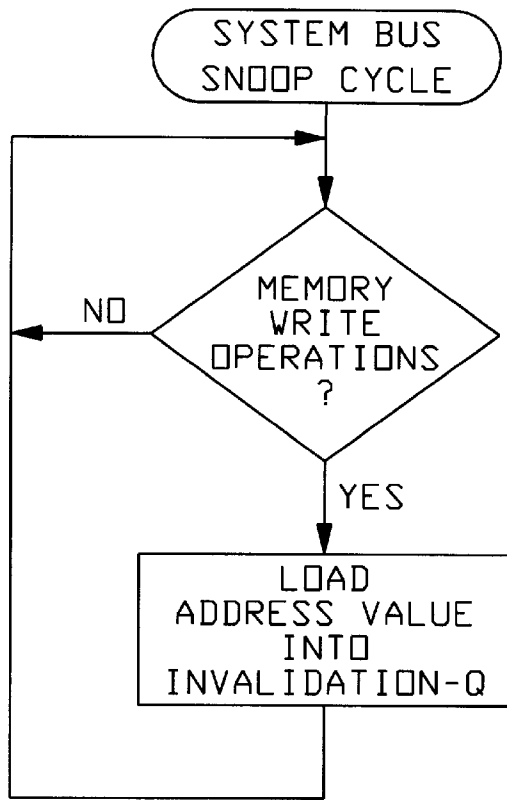 SYSTEM BUS
SNOOP CYCLE
MEMORY
WRITE
OPERATIONS
?
NO
YES
LOAD
ADDRESS VALUE
INTO
INVALIDATION-Q